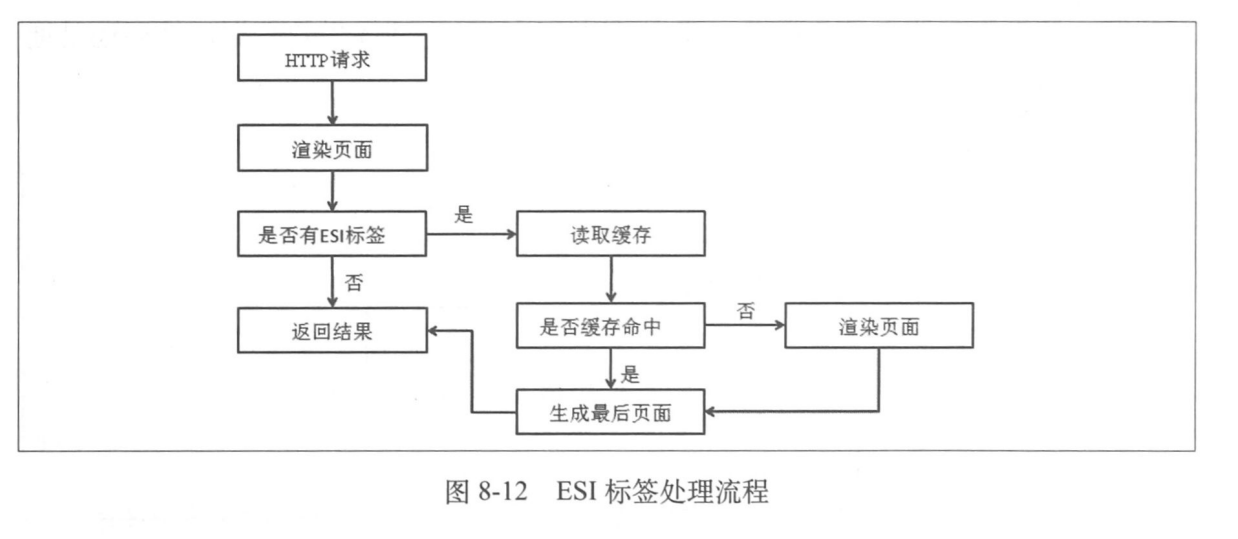 HTTP请求
渲染页面
是否有ESI标签
是
读取缓存
否
返回结果
是否缓存命中
否
渲染页面
是
生成最后页面
图 8-12 ESI 标签处理流程